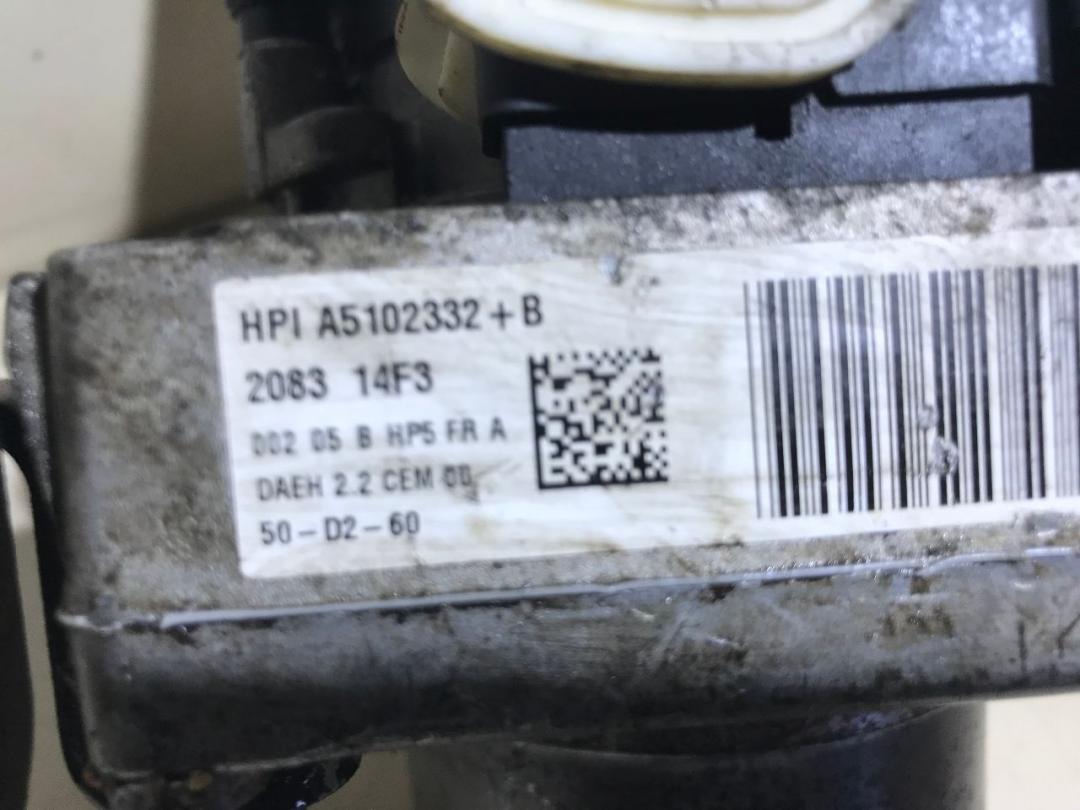 HPI A5102332+B
2083 14F3
002 05 B HP5 FR A
DAEH 2.2 CEM 00
50-D2-60